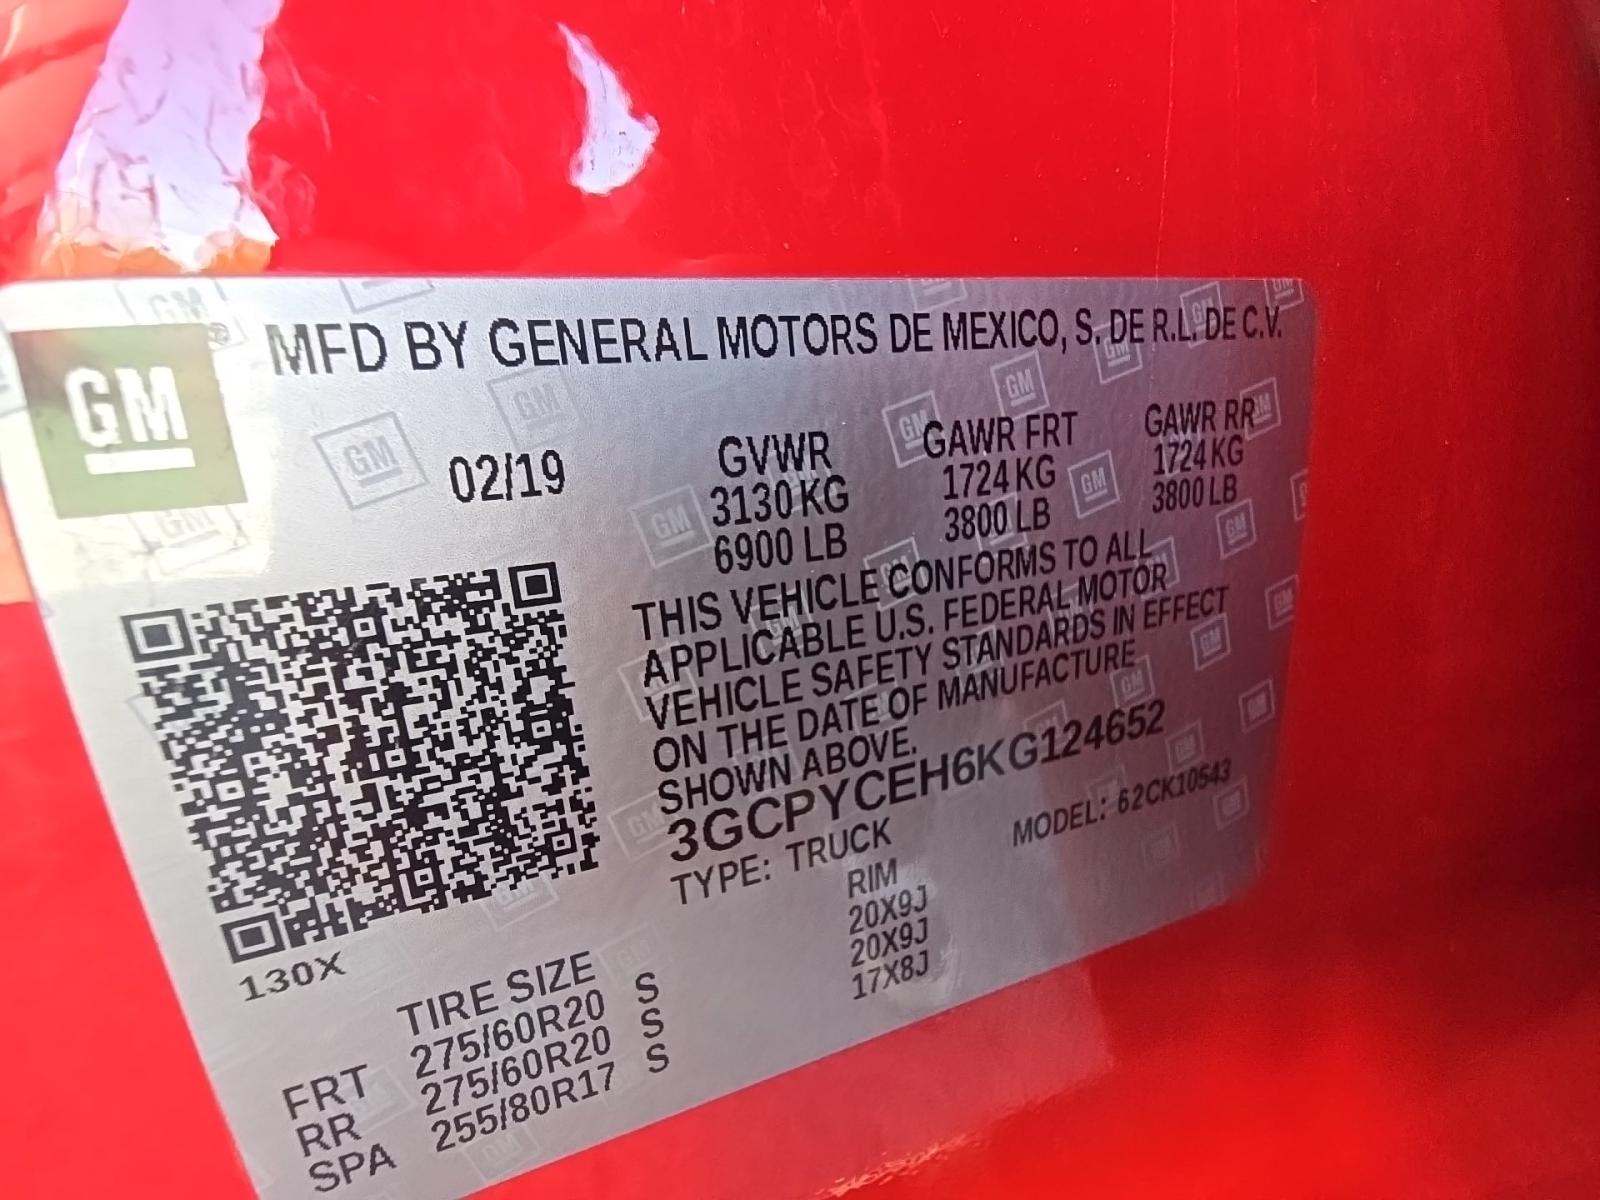 GM® MFD BY GENERAL MOTORS DE MEXICO, S. DE R.L. DE C.V.
02/19
GVWR GAWR FRT GAWR RR
3130 KG 1724 KG 1724 KG
6900 LB 3800 LB 3800 LB
THIS VEHICLE CONFORMS TO ALL
APPLICABLE U.S. FEDERAL MOTOR
VEHICLE SAFETY STANDARDS IN EFFECT
ON THE DATE OF MANUFACTURE
SHOWN ABOVE.
3GCPYCEH6KG124652
TYPE: TRUCK MODEL: 62CK10543
130X
TIRE SIZE RIM
FRT 275/60R20 S 20X9J
RR 275/60R20 S 20X9J
SPA 255/80R17 S 17X8J